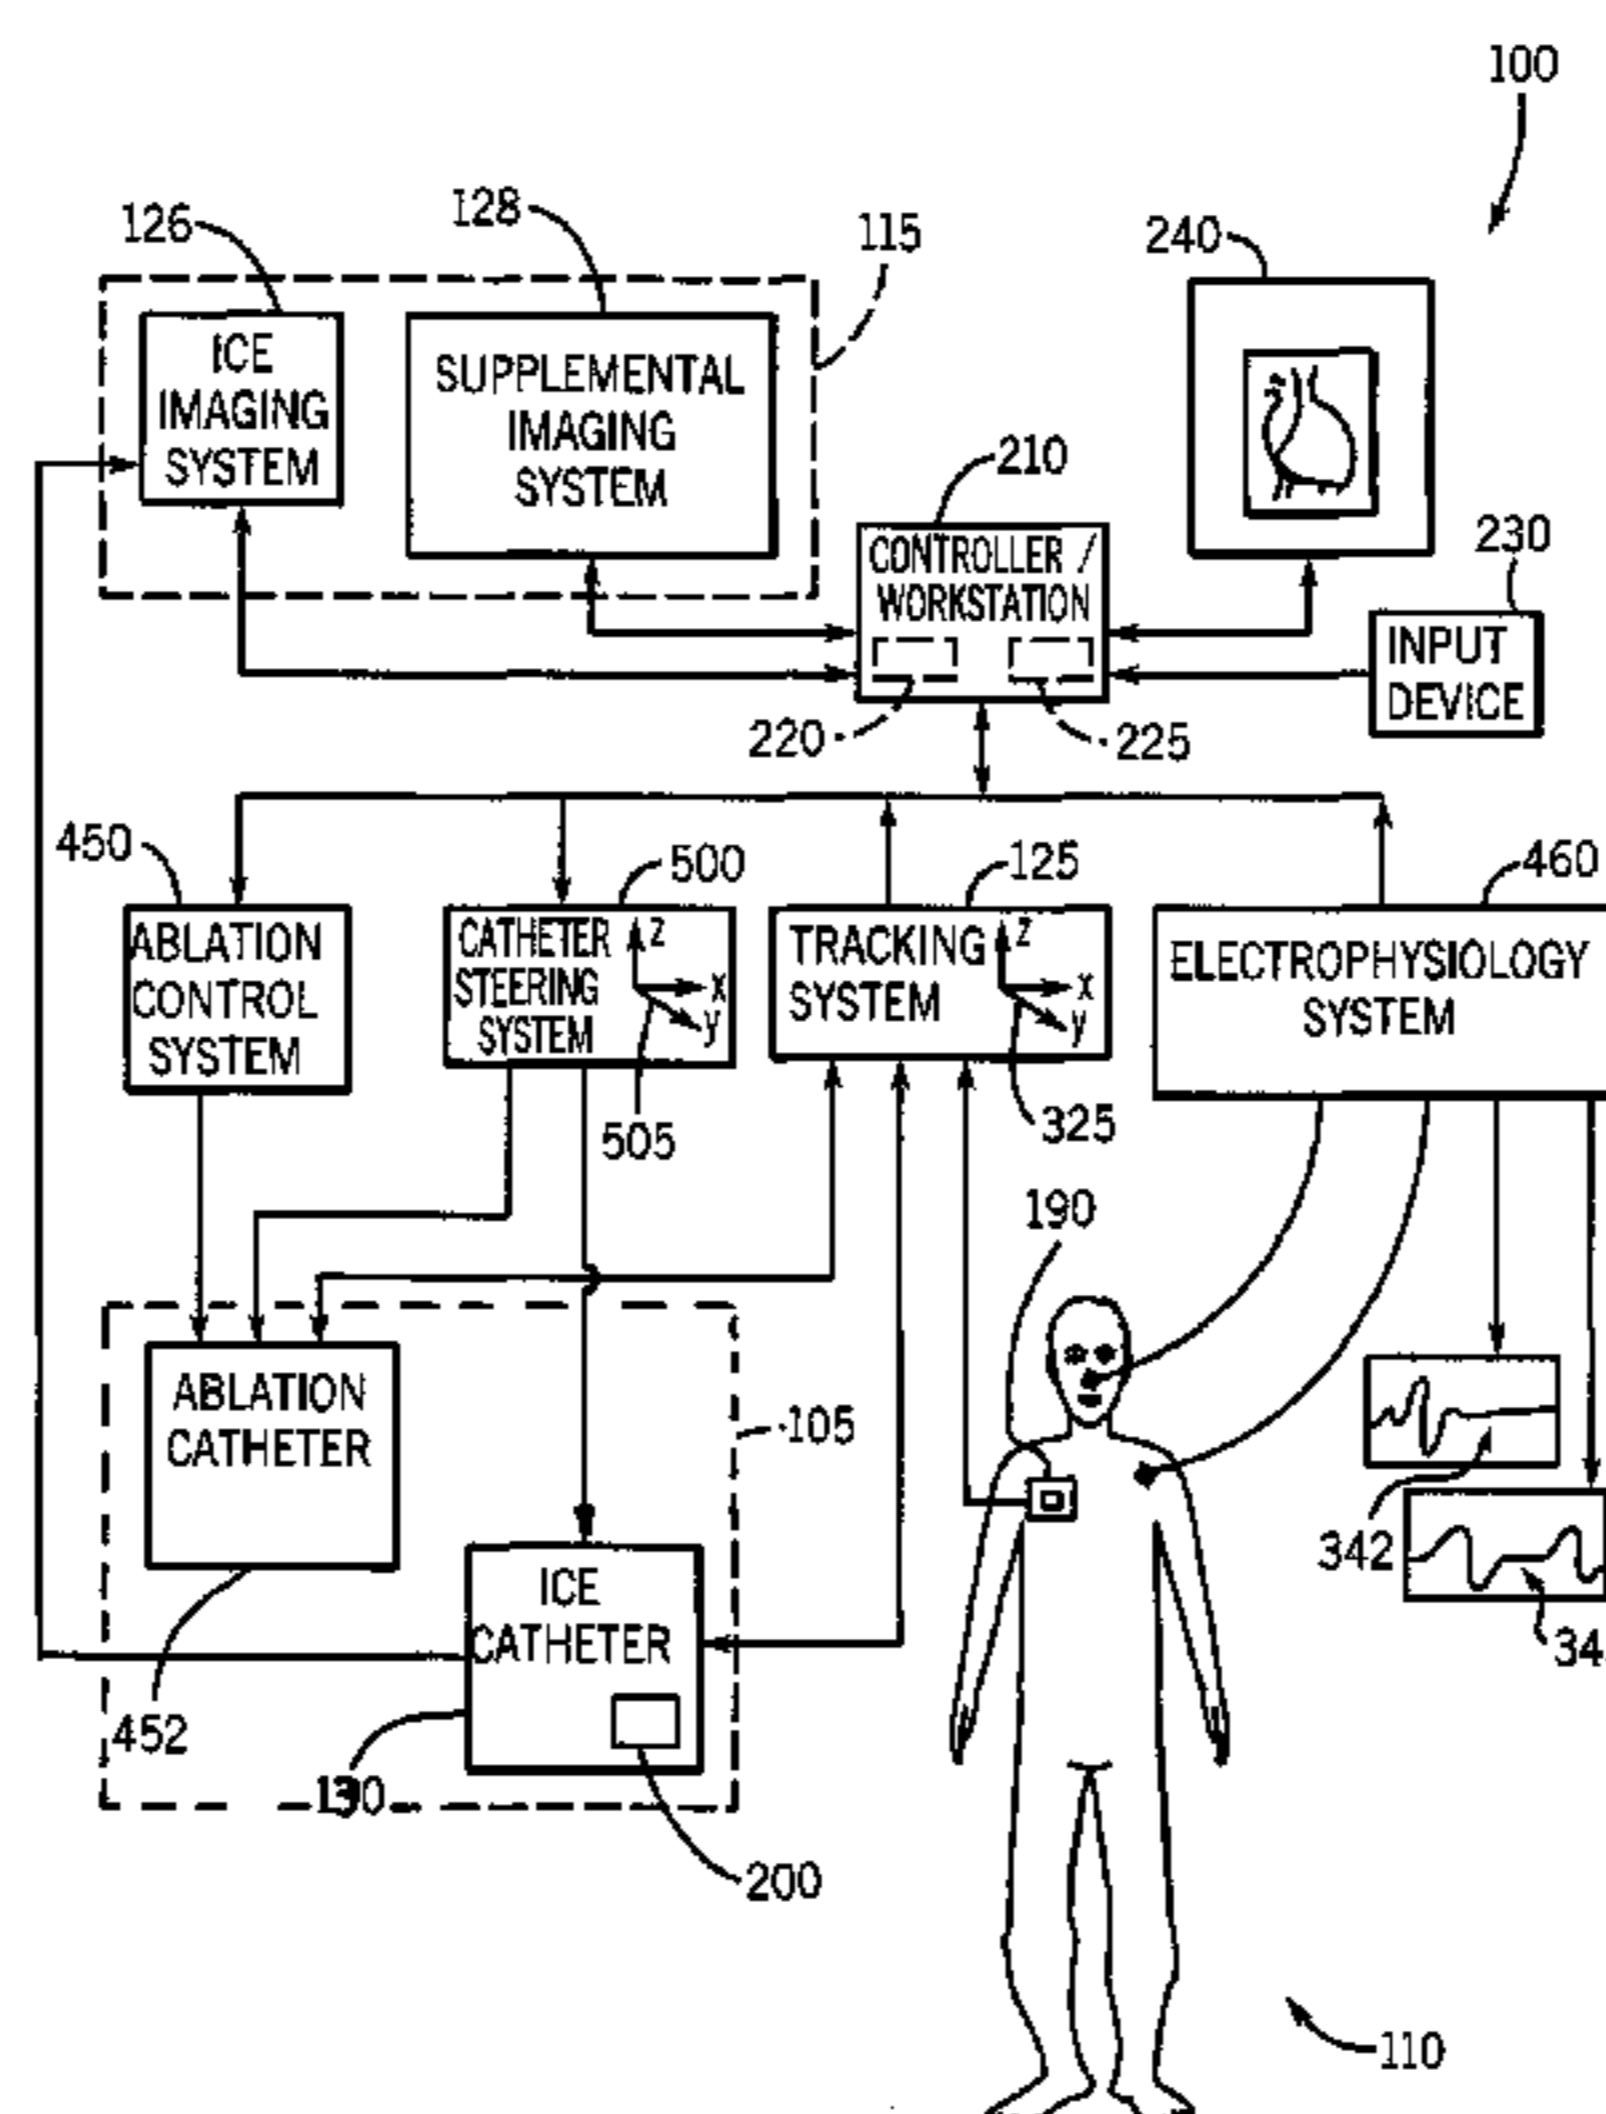 100
126
128
115
240
ICE
IMAGING
SYSTEM
SUPPLEMENTAL
IMAGING
SYSTEM
210
230
CONTROLLER /
WORKSTATION
INPUT
DEVICE
220
225
450
500
125
460
ABLATION
CONTROL
SYSTEM
CATHETER
STEERING
SYSTEM
Z
X
y
TRACKING
SYSTEM
Z
X
y
ELECTROPHYSIOLOGY
SYSTEM
505
325
190
ABLATION
CATHETER
105
342
ICE
CATHETER
34
452
130
200
110